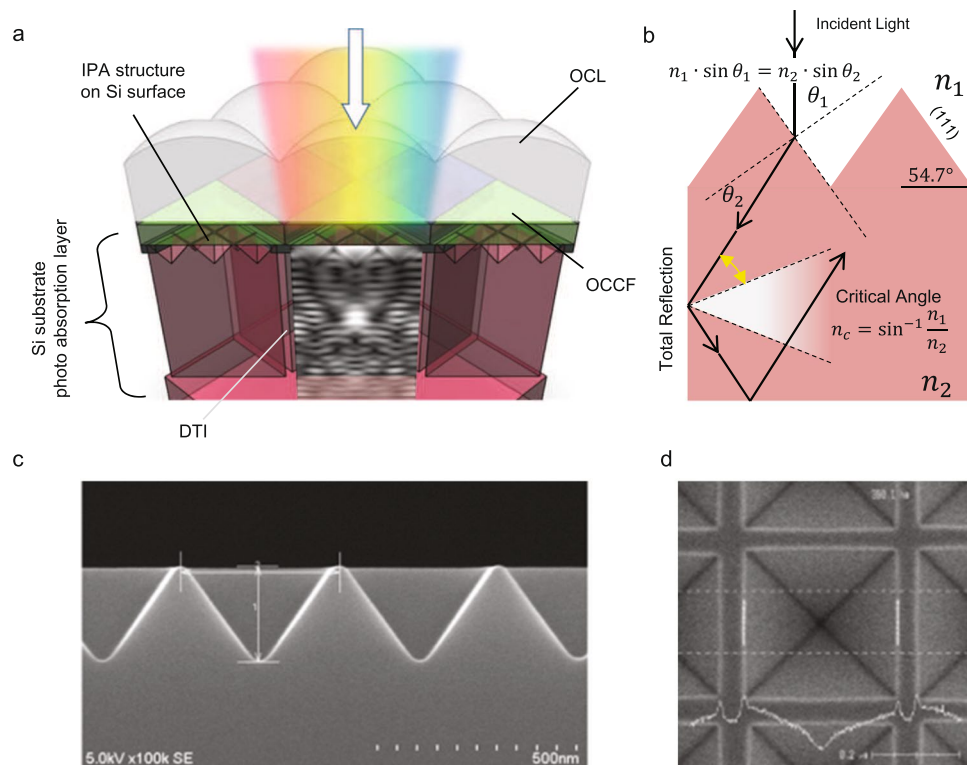 a
IPA structure
on Si surface
OCL
Si substrate
photo absorption layer
OCCF
DTI
b
Incident Light
n₁ · sin θ₁ = n₂ · sin θ₂
θ₁
n₁
(111)
54.7°
θ₂
Total Reflection
Critical Angle
n_c = sin⁻¹ n₁/n₂
n₂
c
2
1
5.0kV x100k SE
500nm
d